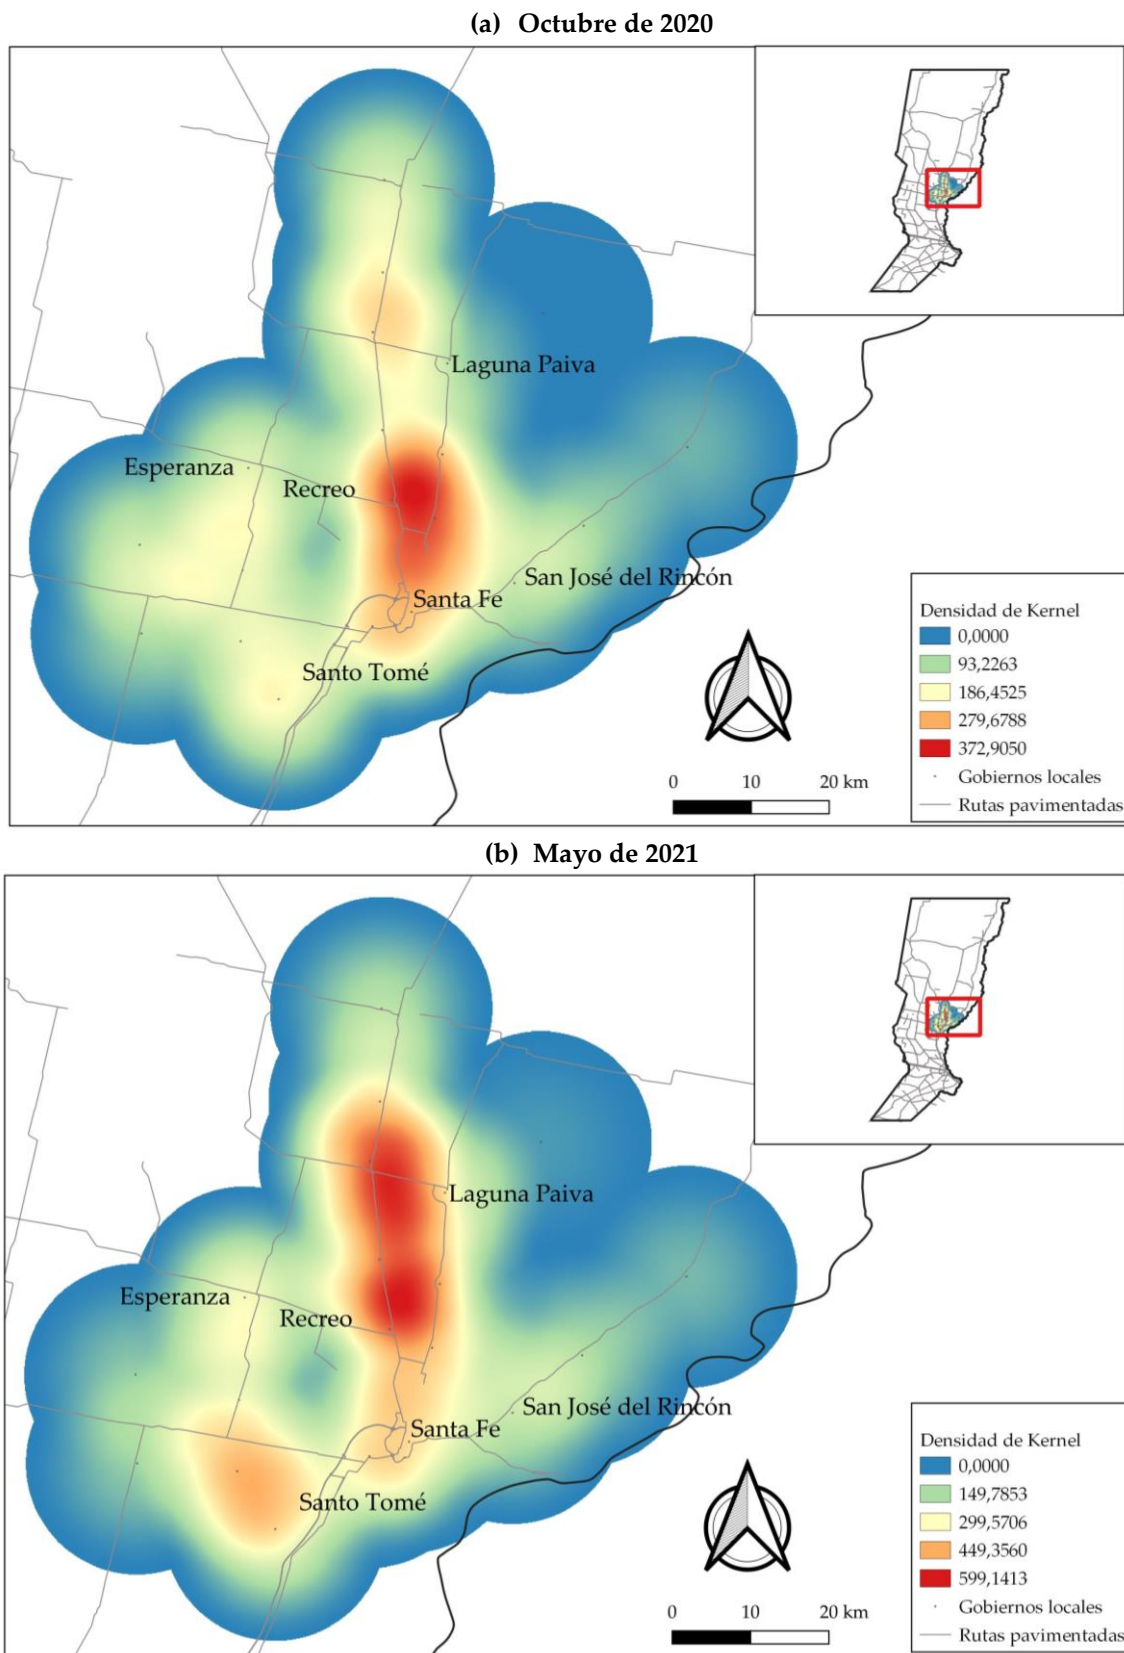 (a) Octubre de 2020
Laguna Paiva
Esperanza
Recreo
San José del Rincón
Santa Fe
Santo Tomé
Densidad de Kernel
0,0000
93,2263
186,4525
279,6788
372,9050
Gobiernos locales
Rutas pavimentadas
0 10 20 km
(b) Mayo de 2021
Laguna Paiva
Esperanza
Recreo
San José del Rincón
Santa Fe
Santo Tomé
Densidad de Kernel
0,0000
149,7853
299,5706
449,3560
599,1413
Gobiernos locales
Rutas pavimentadas
0 10 20 km